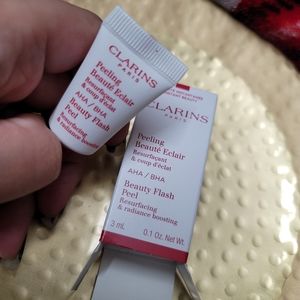 CLARINS
PARIS
Peeling
Beauté Eclair
Resurfaçant
& coup d'éclat
AHA / BHA
Beauty Flash
Peel
Resurfacing
& radiance boosting
CLARINS
PARIS
Peeling
Beauté Eclair
Resurfaçant
& coup d'éclat
AHA / BHA
Beauty Flash
Peel
Resurfacing
& radiance boosting
3 mL 0.1 Oz. Net Wt.